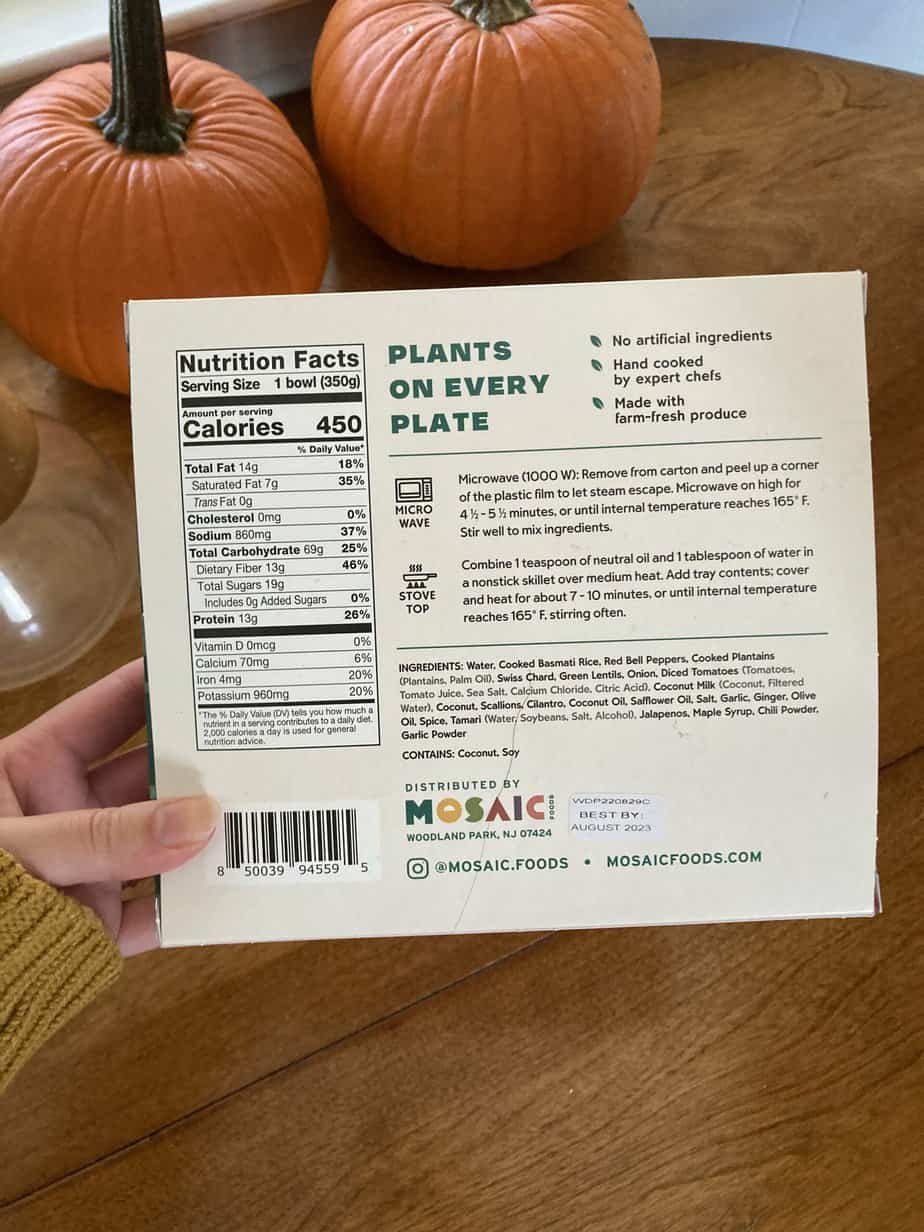 Nutrition Facts
Serving Size 1 bowl (350g)
Amount per serving
Calories 450
% Daily Value*
Total Fat 14g 18%
Saturated Fat 7g 35%
Trans Fat 0g
Cholesterol 0mg 0%
Sodium 860mg 37%
Total Carbohydrate 69g 25%
Dietary Fiber 13g 46%
Total Sugars 19g
Includes 0g Added Sugars 0%
Protein 13g 26%
Vitamin D 0mcg 0%
Calcium 70mg 6%
Iron 4mg 20%
Potassium 960mg 20%
*The % Daily Value (DV) tells you how much a
nutrient in a serving contributes to a daily diet.
2,000 calories a day is used for general
nutrition advice.
8 50039 94559 5
PLANTS
ON EVERY
PLATE
No artificial ingredients
Hand cooked
by expert chefs
Made with
farm-fresh produce
MICRO
WAVE
Microwave (1000 W): Remove from carton and peel up a corner
of the plastic film to let steam escape. Microwave on high for
4 ½ - 5 ½ minutes, or until internal temperature reaches 165° F.
Stir well to mix ingredients.
STOVE
TOP
Combine 1 teaspoon of neutral oil and 1 tablespoon of water in
a nonstick skillet over medium heat. Add tray contents; cover
and heat for about 7 - 10 minutes, or until internal temperature
reaches 165° F, stirring often.
INGREDIENTS: Water, Cooked Basmati Rice, Red Bell Peppers, Cooked Plantains
(Plantains, Palm Oil), Swiss Chard, Green Lentils, Onion, Diced Tomatoes (Tomatoes,
Tomato Juice, Sea Salt, Calcium Chloride, Citric Acid), Coconut Milk (Coconut, Filtered
Water), Coconut, Scallions, Cilantro, Coconut Oil, Safflower Oil, Salt, Garlic, Ginger, Olive
Oil, Spice, Tamari (Water, Soybeans, Salt, Alcohol), Jalapenos, Maple Syrup, Chili Powder,
Garlic Powder
CONTAINS: Coconut, Soy
DISTRIBUTED BY
MOSAIC FOODS
WOODLAND PARK, NJ 07424
WDP220829C
BEST BY:
AUGUST 2023
@MOSAIC.FOODS • MOSAICFOODS.COM